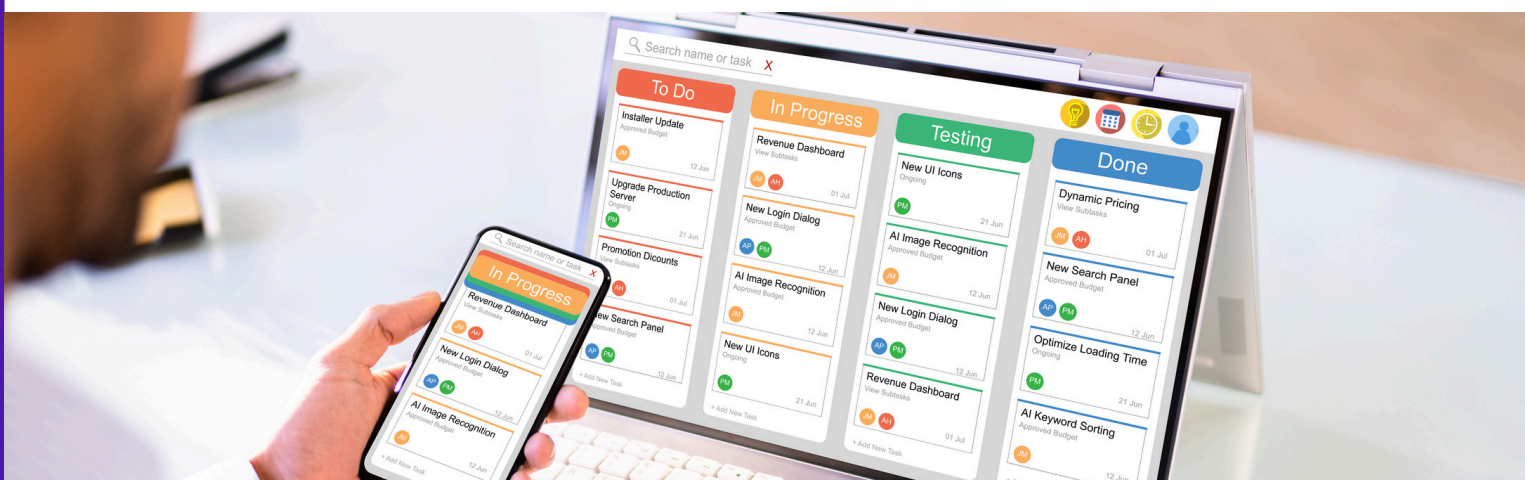 Search name or task X
To Do
Installer Update
Approved Budget
JM
12 Jun
Upgrade Production
Server
Ongoing
PM
21 Jun
Promotion Dicounts
View Subtasks
AH
01 Jul
New Search Panel
Approved Budget
AP PM
12 Jun
+ Add New Task
In Progress
Revenue Dashboard
View Subtasks
JM AH
01 Jul
New Login Dialog
Approved Budget
AP PM
12 Jun
AI Image Recognition
Approved Budget
JM
12 Jun
New UI Icons
Ongoing
PM
21 Jun
+ Add New Task
Testing
New UI Icons
Ongoing
PM
21 Jun
AI Image Recognition
Approved Budget
JM
12 Jun
New Login Dialog
Approved Budget
AP PM
12 Jun
Revenue Dashboard
View Subtasks
JM AH
01 Jul
+ Add New Task
Done
Dynamic Pricing
View Subtasks
JM AH
01 Jul
New Search Panel
Approved Budget
AP PM
12 Jun
Optimize Loading Time
Ongoing
PM
21 Jun
AI Keyword Sorting
Approved Budget
JM
12 Jun
Search name or task X
In Progress
Revenue Dashboard
View Subtasks
JM AH
01 Jul
New Login Dialog
Approved Budget
AP PM
12 Jun
AI Image Recognition
Approved Budget
JM
12 Jun
+ Add New Task